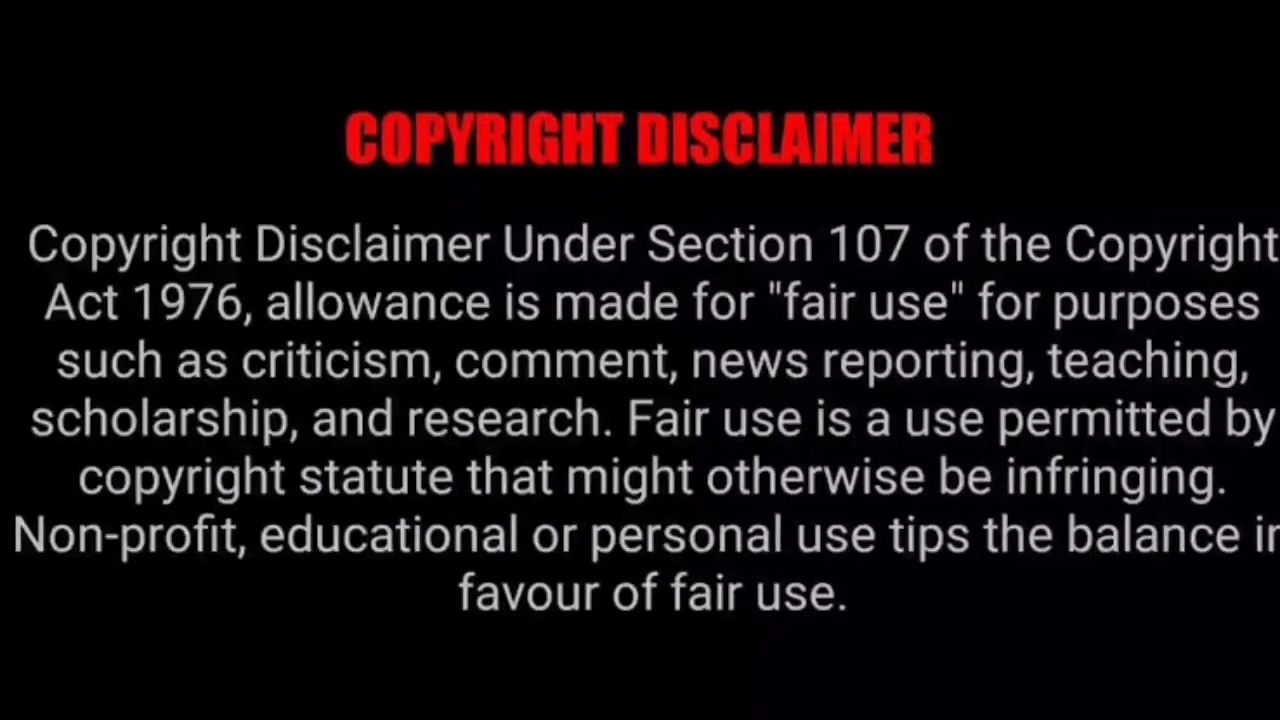 COPYRIGHT DISCLAIMER
Copyright Disclaimer Under Section 107 of the Copyright
Act 1976, allowance is made for "fair use" for purposes
such as criticism, comment, news reporting, teaching,
scholarship, and research. Fair use is a use permitted by
copyright statute that might otherwise be infringing.
Non-profit, educational or personal use tips the balance in
favour of fair use.